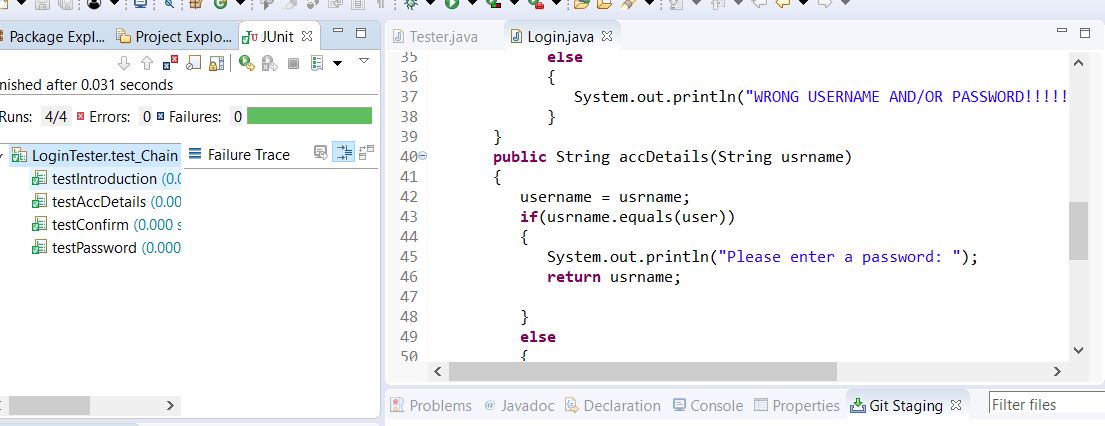 Package Expl... Project Explo... JUnit
nished after 0.031 seconds
Runs: 4/4 Errors: 0 Failures: 0
LoginTester.test_Chain
testIntroduction (0.0
testAccDetails (0.00
testConfirm (0.000 s
testPassword (0.000
Failure Trace
Tester.java Login.java
35 else
36 {
37 System.out.println("WRONG USERNAME AND/OR PASSWORD!!!!!
38 }
39 }
40 public String accDetails(String usrname)
41 {
42 username = usrname;
43 if(usrname.equals(user))
44 {
45 System.out.println("Please enter a password: ");
46 return usrname;
47
48 }
49 else
50 {
Problems @ Javadoc Declaration Console Properties Git Staging Filter files